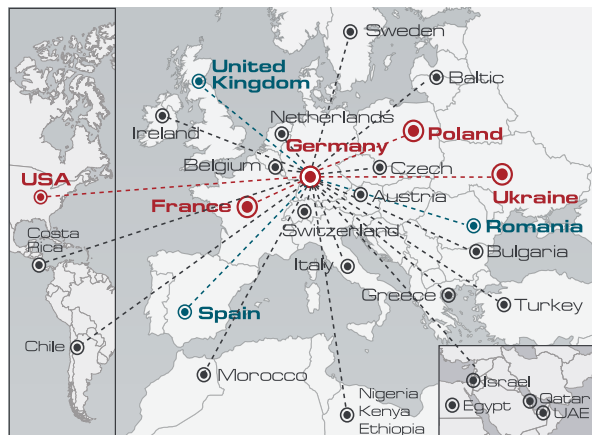 Sweden
United
Kingdom
Baltic
Ireland
Netherlands
Germany
Poland
Belgium
Czech
USA
Ukraine
France
Austria
Switzerland
Romania
Costa
Rica
Bulgaria
Italy
Greece
Turkey
Spain
Chile
Morocco
Israel
Nigeria
Kenya
Ethiopia
Egypt
Qatar
UAE